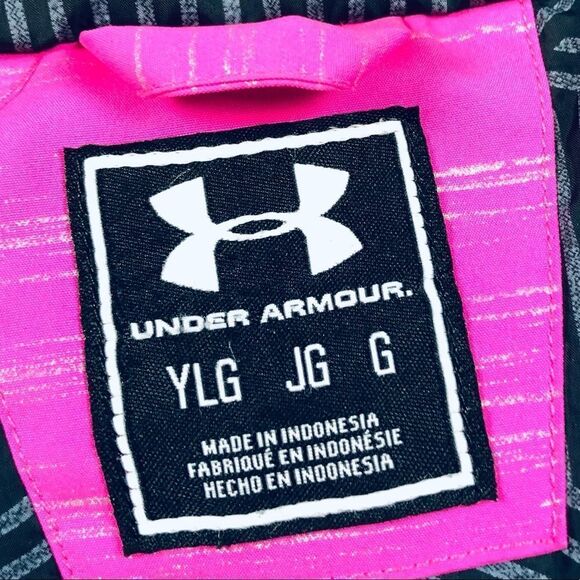 UNDER ARMOUR.
YLG JG G
MADE IN INDONESIA
FABRIQUÉ EN INDONÉSIE
HECHO EN INDONESIA